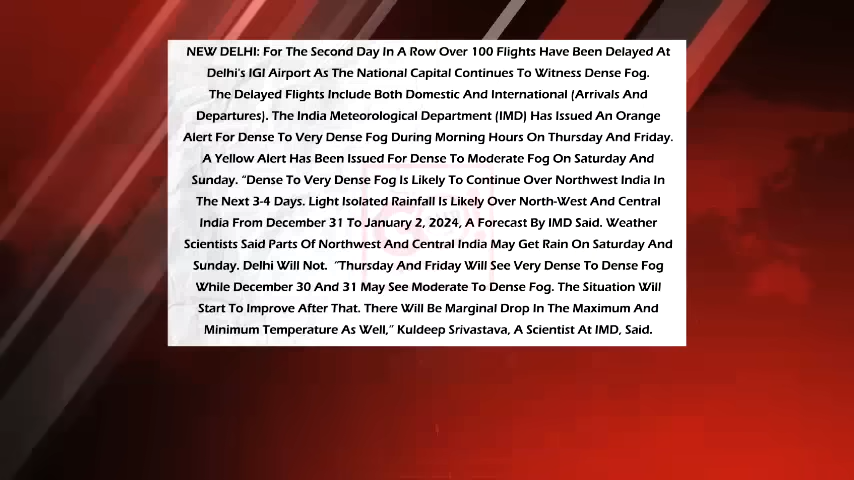 NEW DELHI: For The Second Day In A Row Over 100 Flights Have Been Delayed At
Delhi's IGI Airport As The National Capital Continues To Witness Dense Fog.
The Delayed Flights Include Both Domestic And International (Arrivals And
Departures). The India Meteorological Department (IMD) Has Issued An Orange
Alert For Dense To Very Dense Fog During Morning Hours On Thursday And Friday.
A Yellow Alert Has Been Issued For Dense To Moderate Fog On Saturday And
Sunday. “Dense To Very Dense Fog Is Likely To Continue Over Northwest India In
The Next 3-4 Days. Light Isolated Rainfall Is Likely Over North-West And Central
India From December 31 To January 2, 2024, A Forecast By IMD Said. Weather
Scientists Said Parts Of Northwest And Central India May Get Rain On Saturday And
Sunday. Delhi Will Not. “Thursday And Friday Will See Very Dense To Dense Fog
While December 30 And 31 May See Moderate To Dense Fog. The Situation Will
Start To Improve After That. There Will Be Marginal Drop In The Maximum And
Minimum Temperature As Well,” Kuldeep Srivastava, A Scientist At IMD, Said.